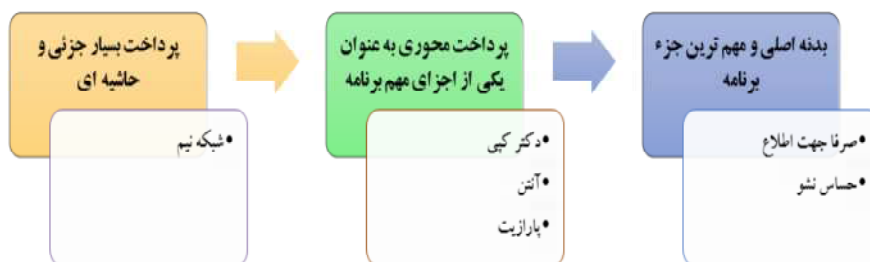 پرداخت بسیار جزئی و
حاشیه ای
•شبکه نیم
پرداخت محوری به عنوان
یکی از اجزای مهم برنامه
•دکتر کپی
•آنتن
•پارازیت
بدنه اصلی و مهم ترین جزء
برنامه
•صرفا جهت اطلاع
•حساس نشو